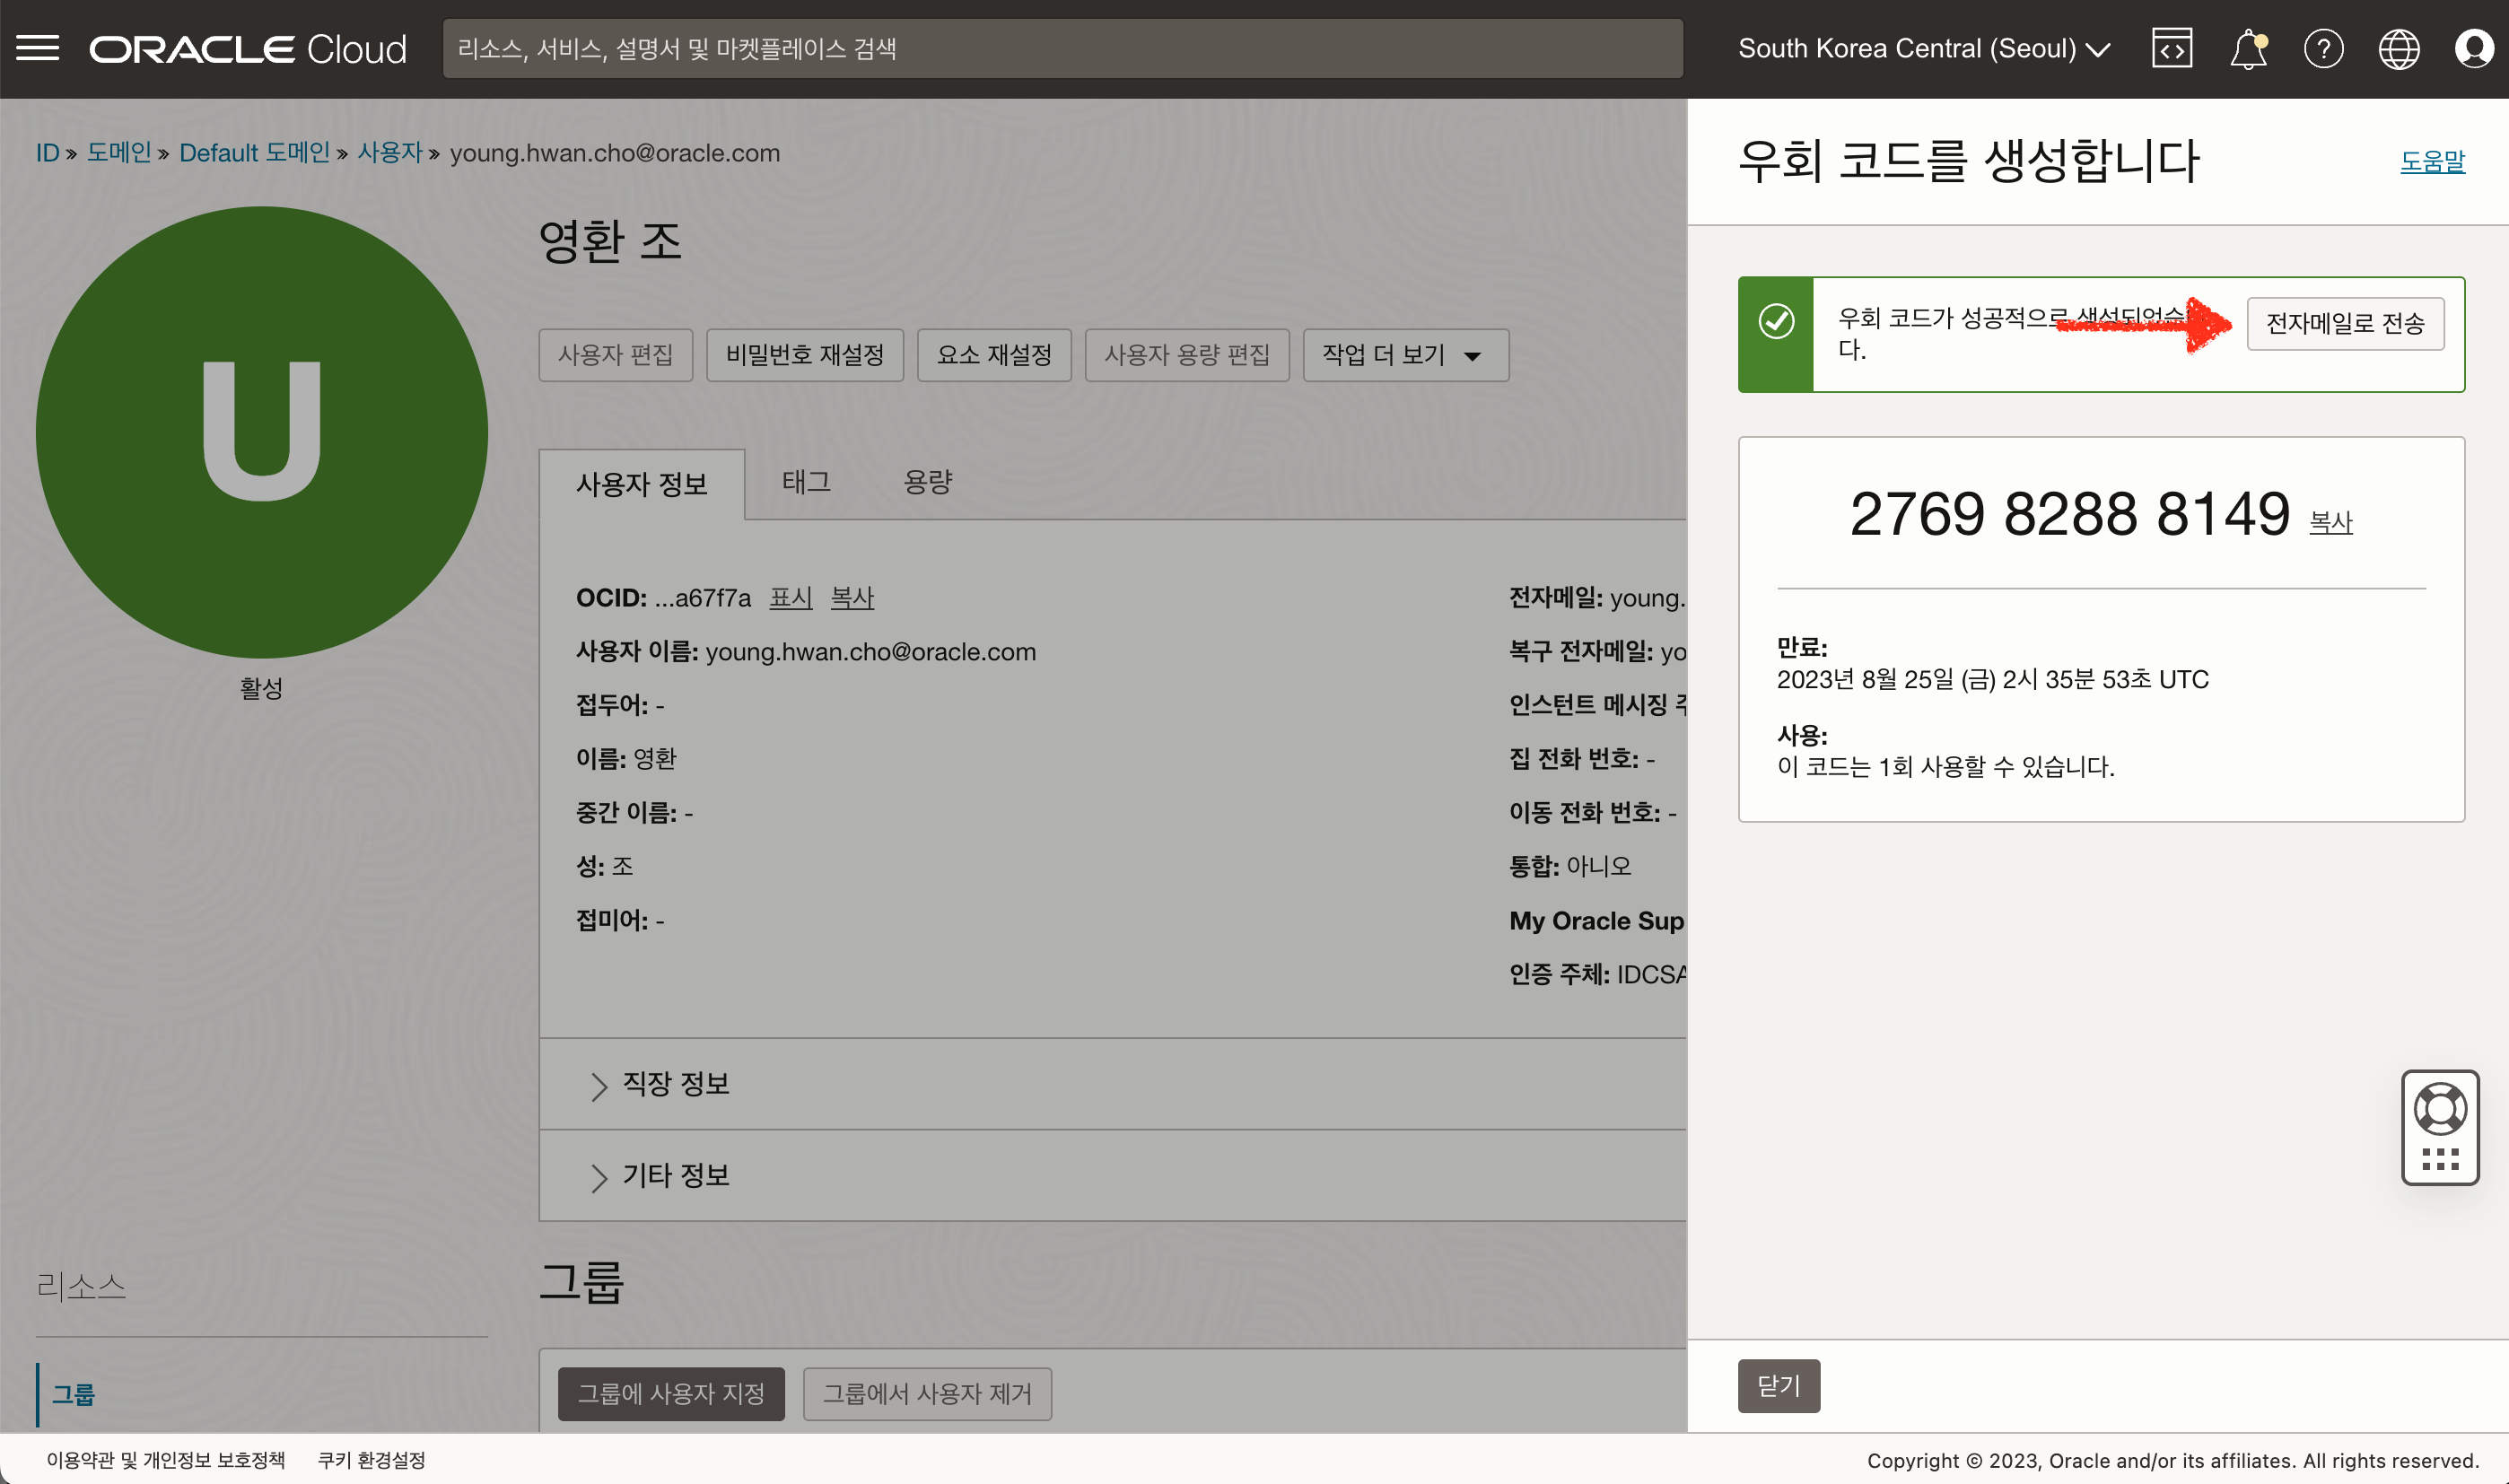 ORACLE Cloud
리소스, 서비스, 설명서 및 마켓플레이스 검색
South Korea Central (Seoul)
ID » 도메인 » Default 도메인 » 사용자 » young.hwan.cho@oracle.com
U
활성
영환 조
사용자 편집
비밀번호 재설정
요소 재설정
사용자 용량 편집
작업 더 보기
사용자 정보
태그
용량
OCID: ...a67f7a 표시 복사
사용자 이름: young.hwan.cho@oracle.com
접두어: -
이름: 영환
중간 이름: -
성: 조
접미어: -
전자메일: young.
복구 전자메일: yo
인스턴트 메시징
집 전화 번호: -
이동 전화 번호: -
통합: 아니오
My Oracle Sup
인증 주체: IDCSA
직장 정보
기타 정보
리소스
그룹
그룹
그룹에 사용자 지정
그룹에서 사용자 제거
우회 코드를 생성합니다
도움말
우회 코드가 성공적으로
다.
전자메일로 전송
2769 8288 8149 복사
만료:
2023년 8월 25일 (금) 2시 35분 53초 UTC
사용:
이 코드는 1회 사용할 수 있습니다.
닫기
이용약관 및 개인정보 보호정책
쿠키 환경설정
Copyright © 2023, Oracle and/or its affiliates. All rights reserved.